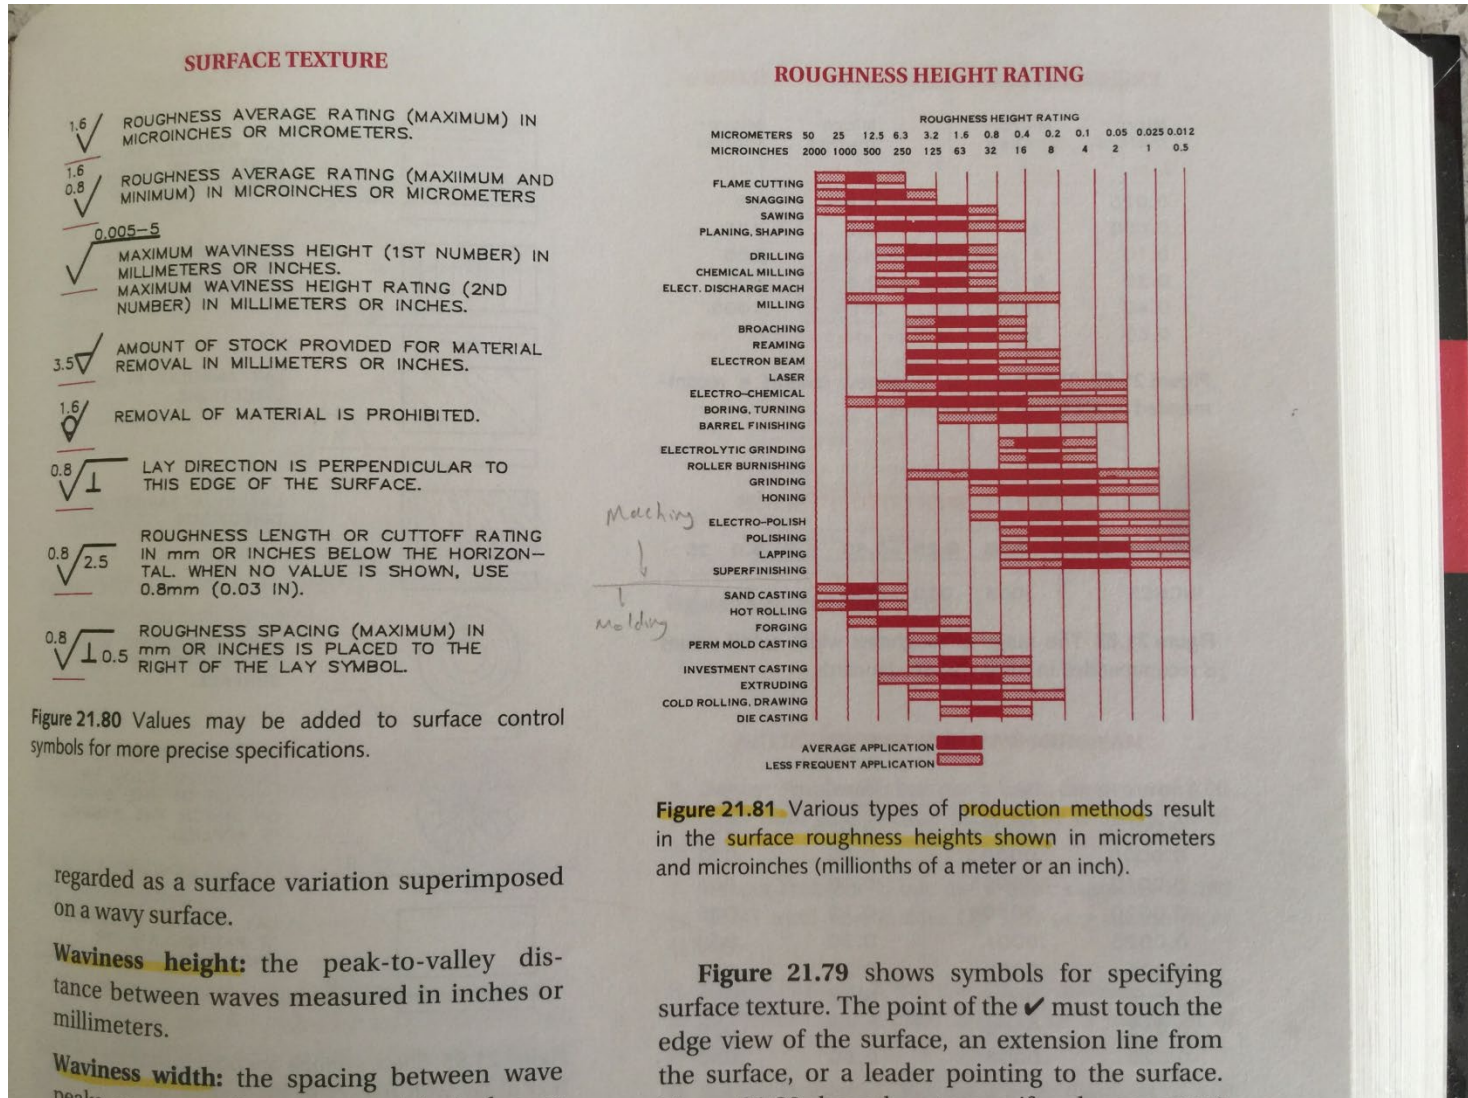 SURFACE TEXTURE
1.6 ROUGHNESS AVERAGE RATING (MAXIMUM) IN
MICROINCHES OR MICROMETERS.
1.6
0.8 ROUGHNESS AVERAGE RATING (MAXIIMUM AND
MINIMUM) IN MICROINCHES OR MICROMETERS
0.005–5
MAXIMUM WAVINESS HEIGHT (1ST NUMBER) IN
MILLIMETERS OR INCHES.
MAXIMUM WAVINESS HEIGHT RATING (2ND
NUMBER) IN MILLIMETERS OR INCHES.
3.5 AMOUNT OF STOCK PROVIDED FOR MATERIAL
REMOVAL IN MILLIMETERS OR INCHES.
1.6 REMOVAL OF MATERIAL IS PROHIBITED.
0.8 ⊥ LAY DIRECTION IS PERPENDICULAR TO
THIS EDGE OF THE SURFACE.
ROUGHNESS LENGTH OR CUTTOFF RATING
0.8 2.5 IN mm OR INCHES BELOW THE HORIZON–
TAL. WHEN NO VALUE IS SHOWN, USE
0.8mm (0.03 IN).
0.8 ROUGHNESS SPACING (MAXIMUM) IN
⊥ 0.5 mm OR INCHES IS PLACED TO THE
RIGHT OF THE LAY SYMBOL.
Figure 21.80 Values may be added to surface control
symbols for more precise specifications.
regarded as a surface variation superimposed
on a wavy surface.
Waviness height: the peak-to-valley dis-
tance between waves measured in inches or
millimeters.
Waviness width: the spacing between wave
ROUGHNESS HEIGHT RATING
ROUGHNESS HEIGHT RATING
MICROMETERS 50 25 12.5 6.3 3.2 1.6 0.8 0.4 0.2 0.1 0.05 0.025 0.012
MICROINCHES 2000 1000 500 250 125 63 32 16 8 4 2 1 0.5
FLAME CUTTING
SNAGGING
SAWING
PLANING, SHAPING
DRILLING
CHEMICAL MILLING
ELECT. DISCHARGE MACH
MILLING
BROACHING
REAMING
ELECTRON BEAM
LASER
ELECTRO–CHEMICAL
BORING, TURNING
BARREL FINISHING
ELECTROLYTIC GRINDING
ROLLER BURNISHING
GRINDING
HONING
Maching
ELECTRO–POLISH
POLISHING
LAPPING
SUPERFINISHING
SAND CASTING
HOT ROLLING
Molding
FORGING
PERM MOLD CASTING
INVESTMENT CASTING
EXTRUDING
COLD ROLLING, DRAWING
DIE CASTING
AVERAGE APPLICATION
LESS FREQUENT APPLICATION
Figure 21.81 Various types of production methods result
in the surface roughness heights shown in micrometers
and microinches (millionths of a meter or an inch).
Figure 21.79 shows symbols for specifying
surface texture. The point of the ✔ must touch the
edge view of the surface, an extension line from
the surface, or a leader pointing to the surface.